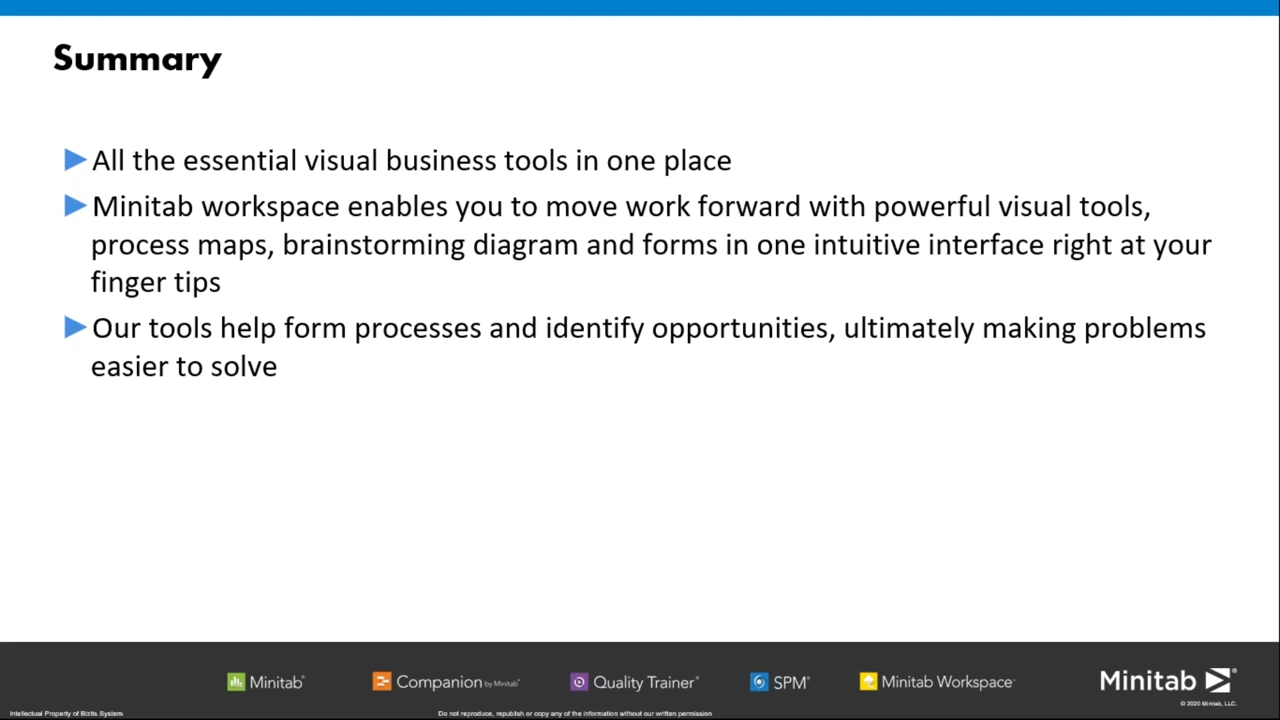 Summary
All the essential visual business tools in one place
Minitab workspace enables you to move work forward with powerful visual tools,
process maps, brainstorming diagram and forms in one intuitive interface right at your
finger tips
Our tools help form processes and identify opportunities, ultimately making problems
easier to solve
Minitab® Companion by Minitab® Quality Trainer® SPM® Minitab Workspace™ Minitab®
© 2020 Minitab, LLC.
Intellectual Property of Bizfis System Do not reproduce, republish or copy any of the information without our written permission